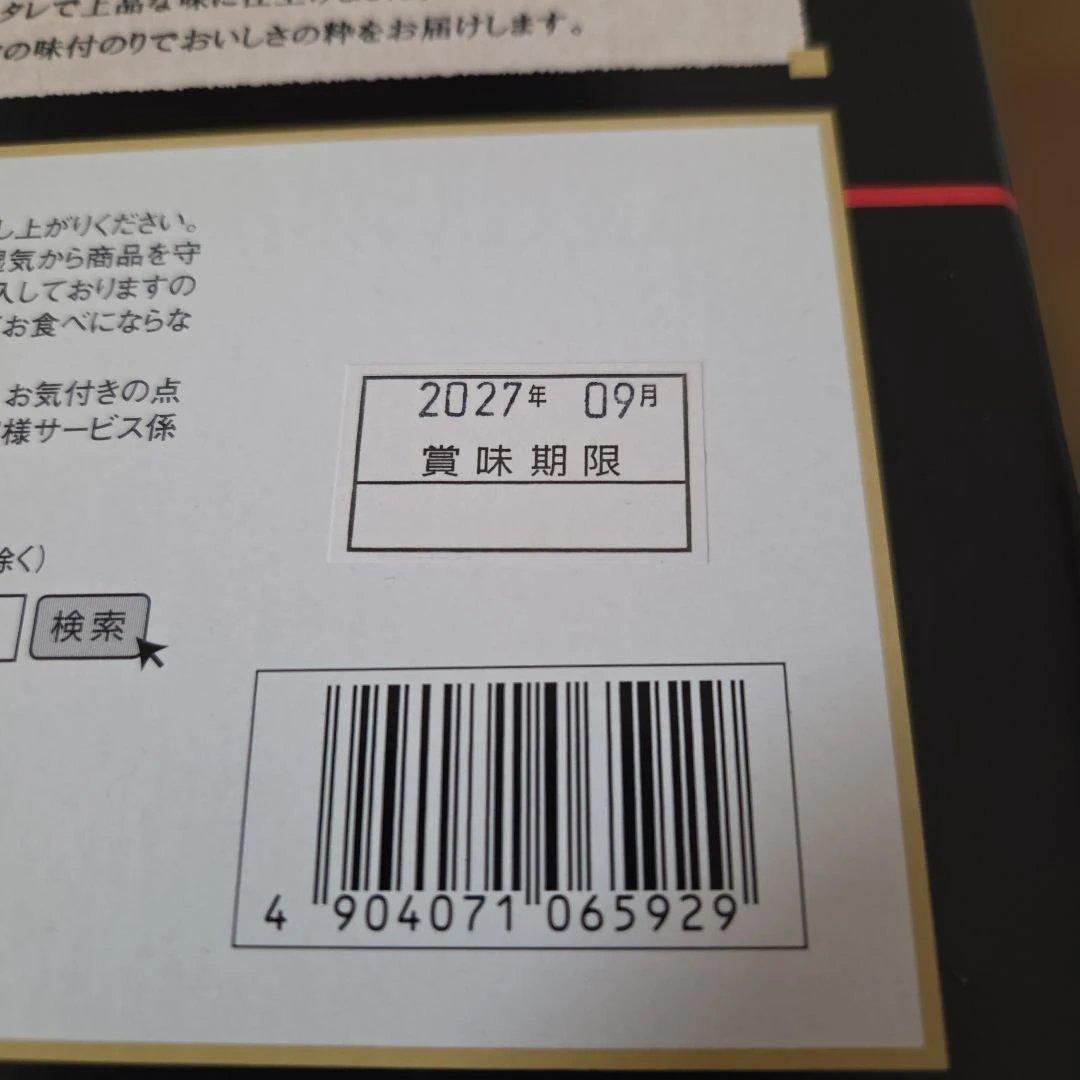 タレで上品な味に仕上げました
の味付のりでおいしさの粋をお届けします。
し上がりください。
湿気から商品を守
入しておりますの
お食べにならな
お気付きの点
様サービス係
除く)
検索
2027年 09月
賞味期限
4 904071 065929